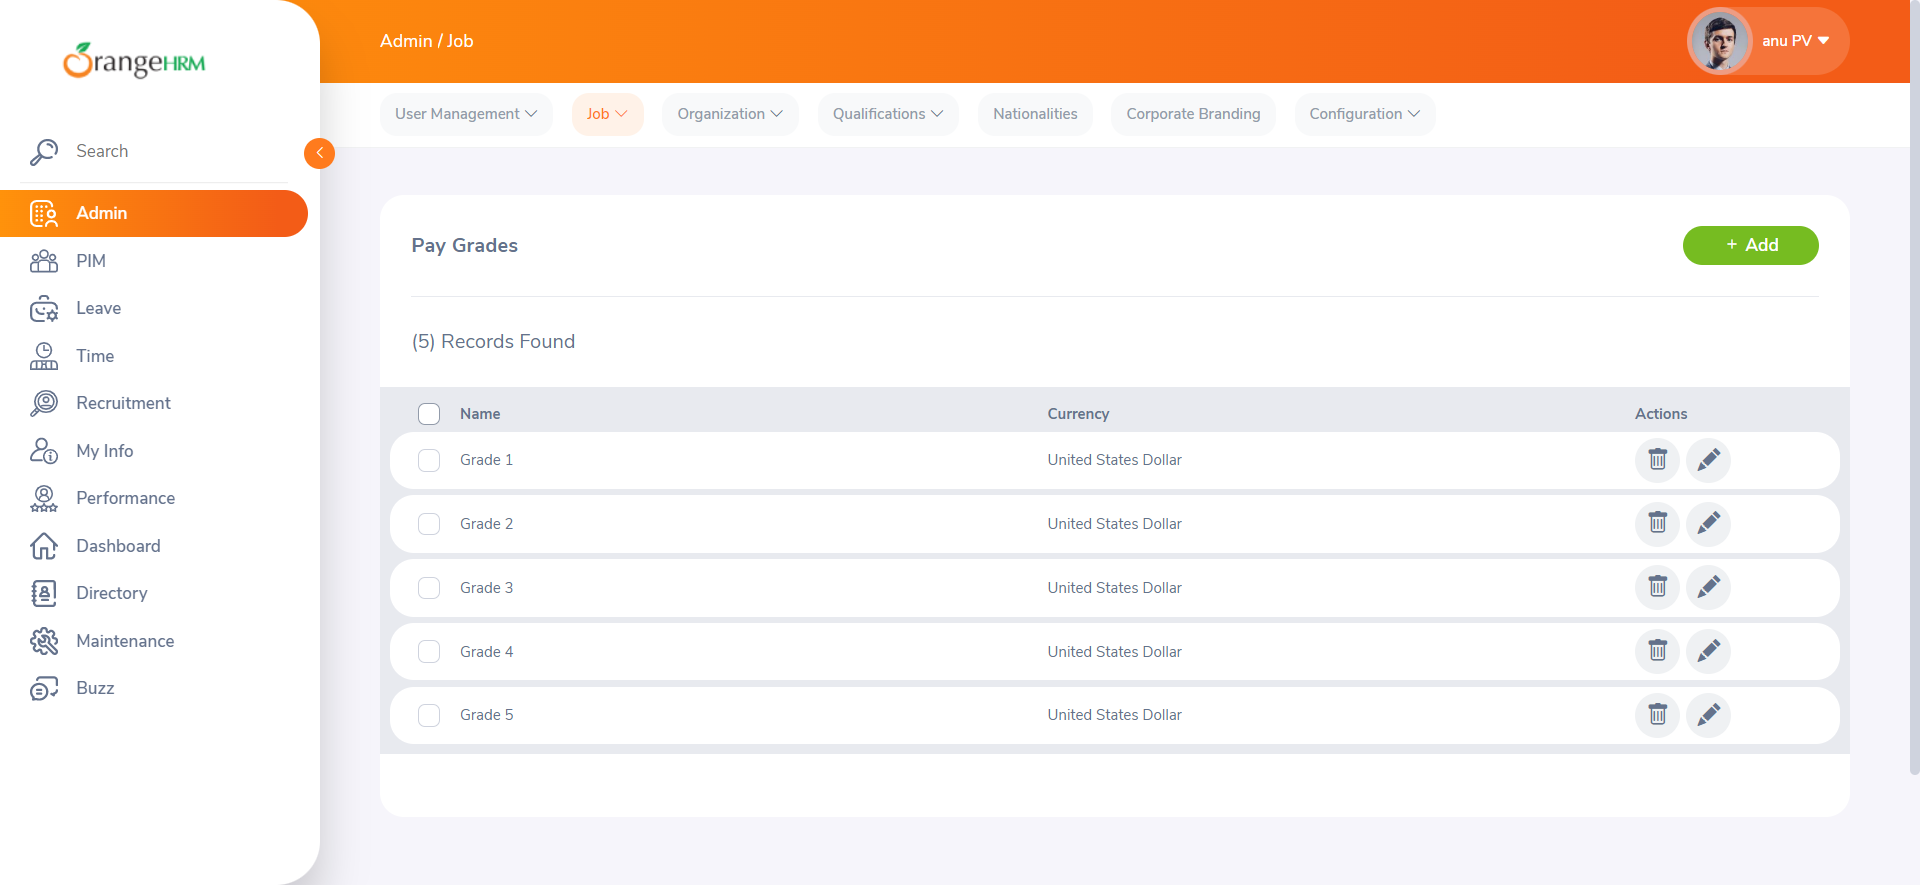 OrangeHRM
Admin / Job
anu PV
User Management
Job
Organization
Qualifications
Nationalities
Corporate Branding
Configuration
Search
Admin
PIM
Leave
Time
Recruitment
My Info
Performance
Dashboard
Directory
Maintenance
Buzz
Pay Grades
+ Add
(5) Records Found
Name Currency Actions
Grade 1 United States Dollar
Grade 2 United States Dollar
Grade 3 United States Dollar
Grade 4 United States Dollar
Grade 5 United States Dollar